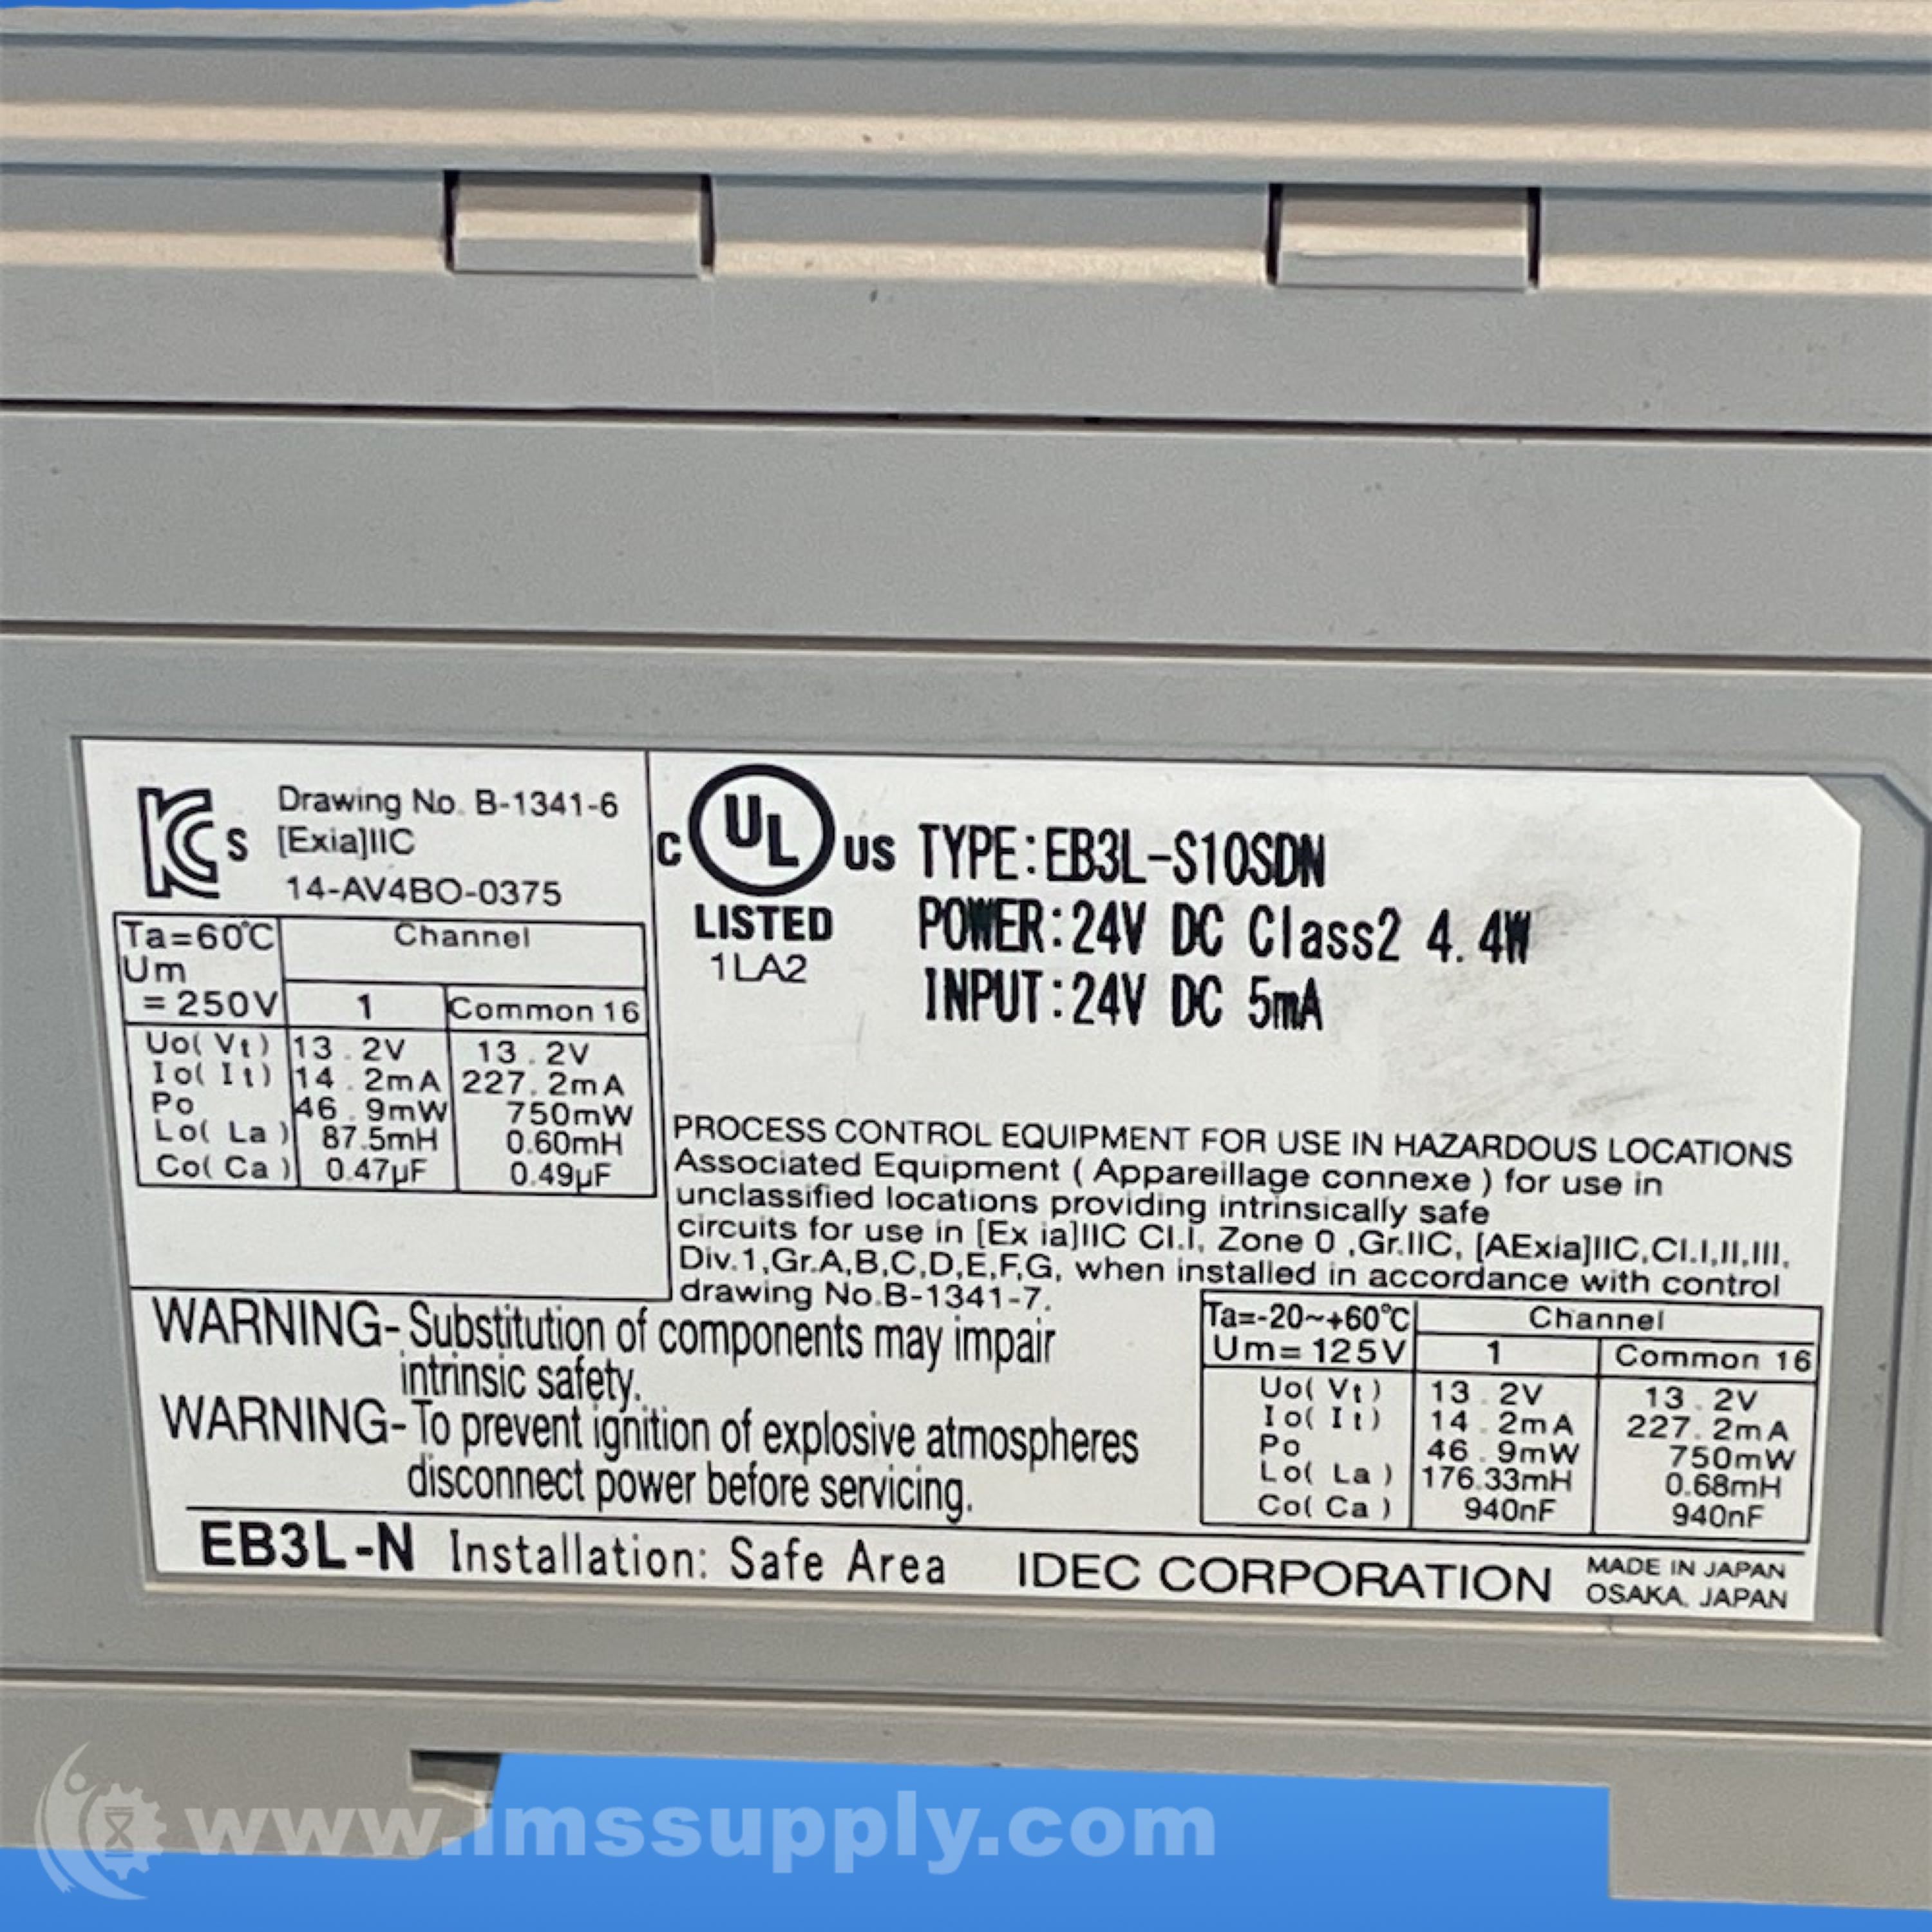 KCs
Drawing No. B-1341-6
[Exia]IIC
14-AV4BO-0375
Ta=60℃ Channel
Um
=250V 1 Common 16
Uo( Vt) 13.2V 13.2V
Io( It) 14.2mA 227.2mA
Po 46.9mW 750mW
Lo( La ) 87.5mH 0.60mH
Co( Ca ) 0.47µF 0.49µF
C UL US
LISTED
1LA2
TYPE:EB3L-S10SDN
POWER:24V DC Class2 4.4W
INPUT:24V DC 5mA
PROCESS CONTROL EQUIPMENT FOR USE IN HAZARDOUS LOCATIONS
Associated Equipment ( Appareillage connexe ) for use in
unclassified locations providing intrinsically safe
circuits for use in [Ex ia]IIC CI.I, Zone 0 ,Gr.IIC, [AExia]IIC,CI.I,II,III,
Div.1,Gr.A,B,C,D,E,F,G, when installed in accordance with control
drawing No.B-1341-7.
WARNING- Substitution of components may impair
intrinsic safety.
WARNING- To prevent ignition of explosive atmospheres
disconnect power before servicing.
Ta=-20~+60℃ Channel
Um=125V 1 Common 16
Uo( Vt) 13.2V 13.2V
Io( It) 14.2mA 227.2mA
Po 46.9mW 750mW
Lo( La ) 176.33mH 0.68mH
Co( Ca ) 940nF 940nF
EB3L-N Installation: Safe Area IDEC CORPORATION
MADE IN JAPAN
OSAKA, JAPAN
www.imssupply.com